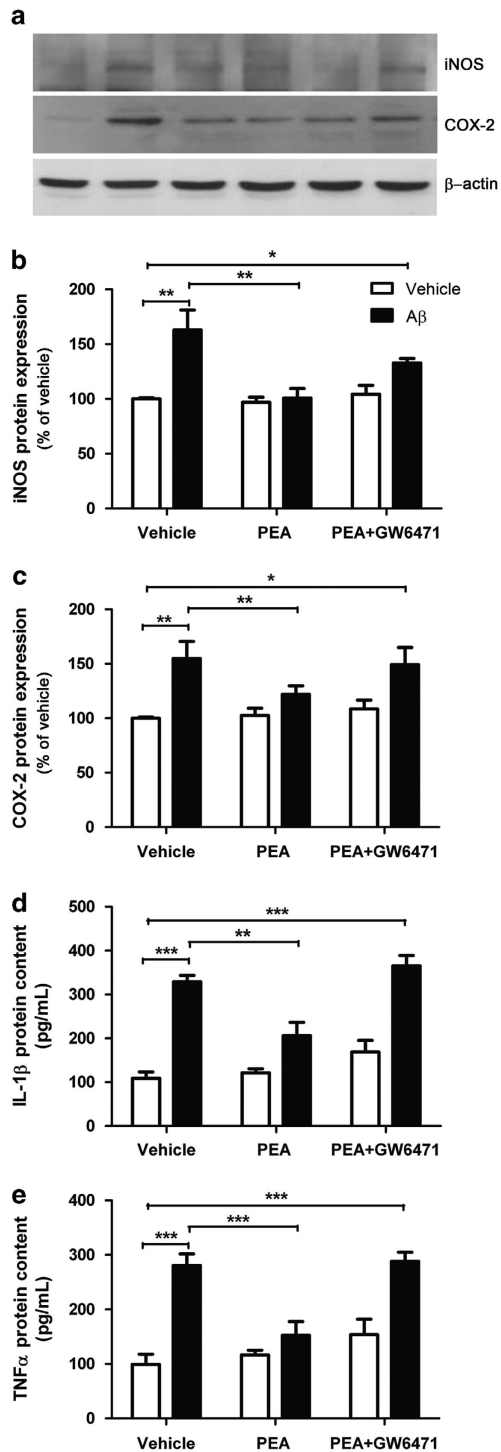 a
iNOS
COX-2
β–actin
b
*
** **
Vehicle
Aβ
iNOS protein expression
(% of vehicle)
200
150
100
50
0
Vehicle PEA PEA+GW6471
c
*
** **
COX-2 protein expression
(% of vehicle)
200
150
100
50
0
Vehicle PEA PEA+GW6471
d
***
*** **
IL-1β protein content
(pg/mL)
500
400
300
200
100
0
Vehicle PEA PEA+GW6471
e
***
*** ***
TNFα protein content
(pg/mL)
400
300
200
100
0
Vehicle PEA PEA+GW6471